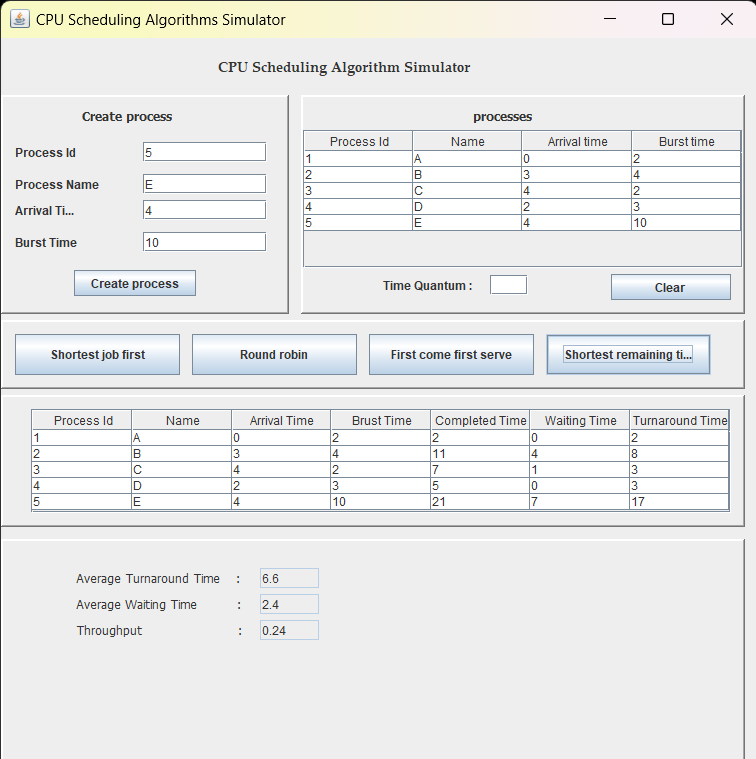 CPU Scheduling Algorithms Simulator
CPU Scheduling Algorithm Simulator
Create process
Process Id 5
Process Name E
Arrival Ti... 4
Burst Time 10
Create process
processes
Process Id Name Arrival time Burst time
1 A 0 2
2 B 3 4
3 C 4 2
4 D 2 3
5 E 4 10
Time Quantum :
Clear
Shortest job first Round robin First come first serve Shortest remaining ti...
Process Id Name Arrival Time Brust Time Completed Time Waiting Time Turnaround Time
1 A 0 2 2 0 2
2 B 3 4 11 4 8
3 C 4 2 7 1 3
4 D 2 3 5 0 3
5 E 4 10 21 7 17
Average Turnaround Time : 6.6
Average Waiting Time : 2.4
Throughput : 0.24